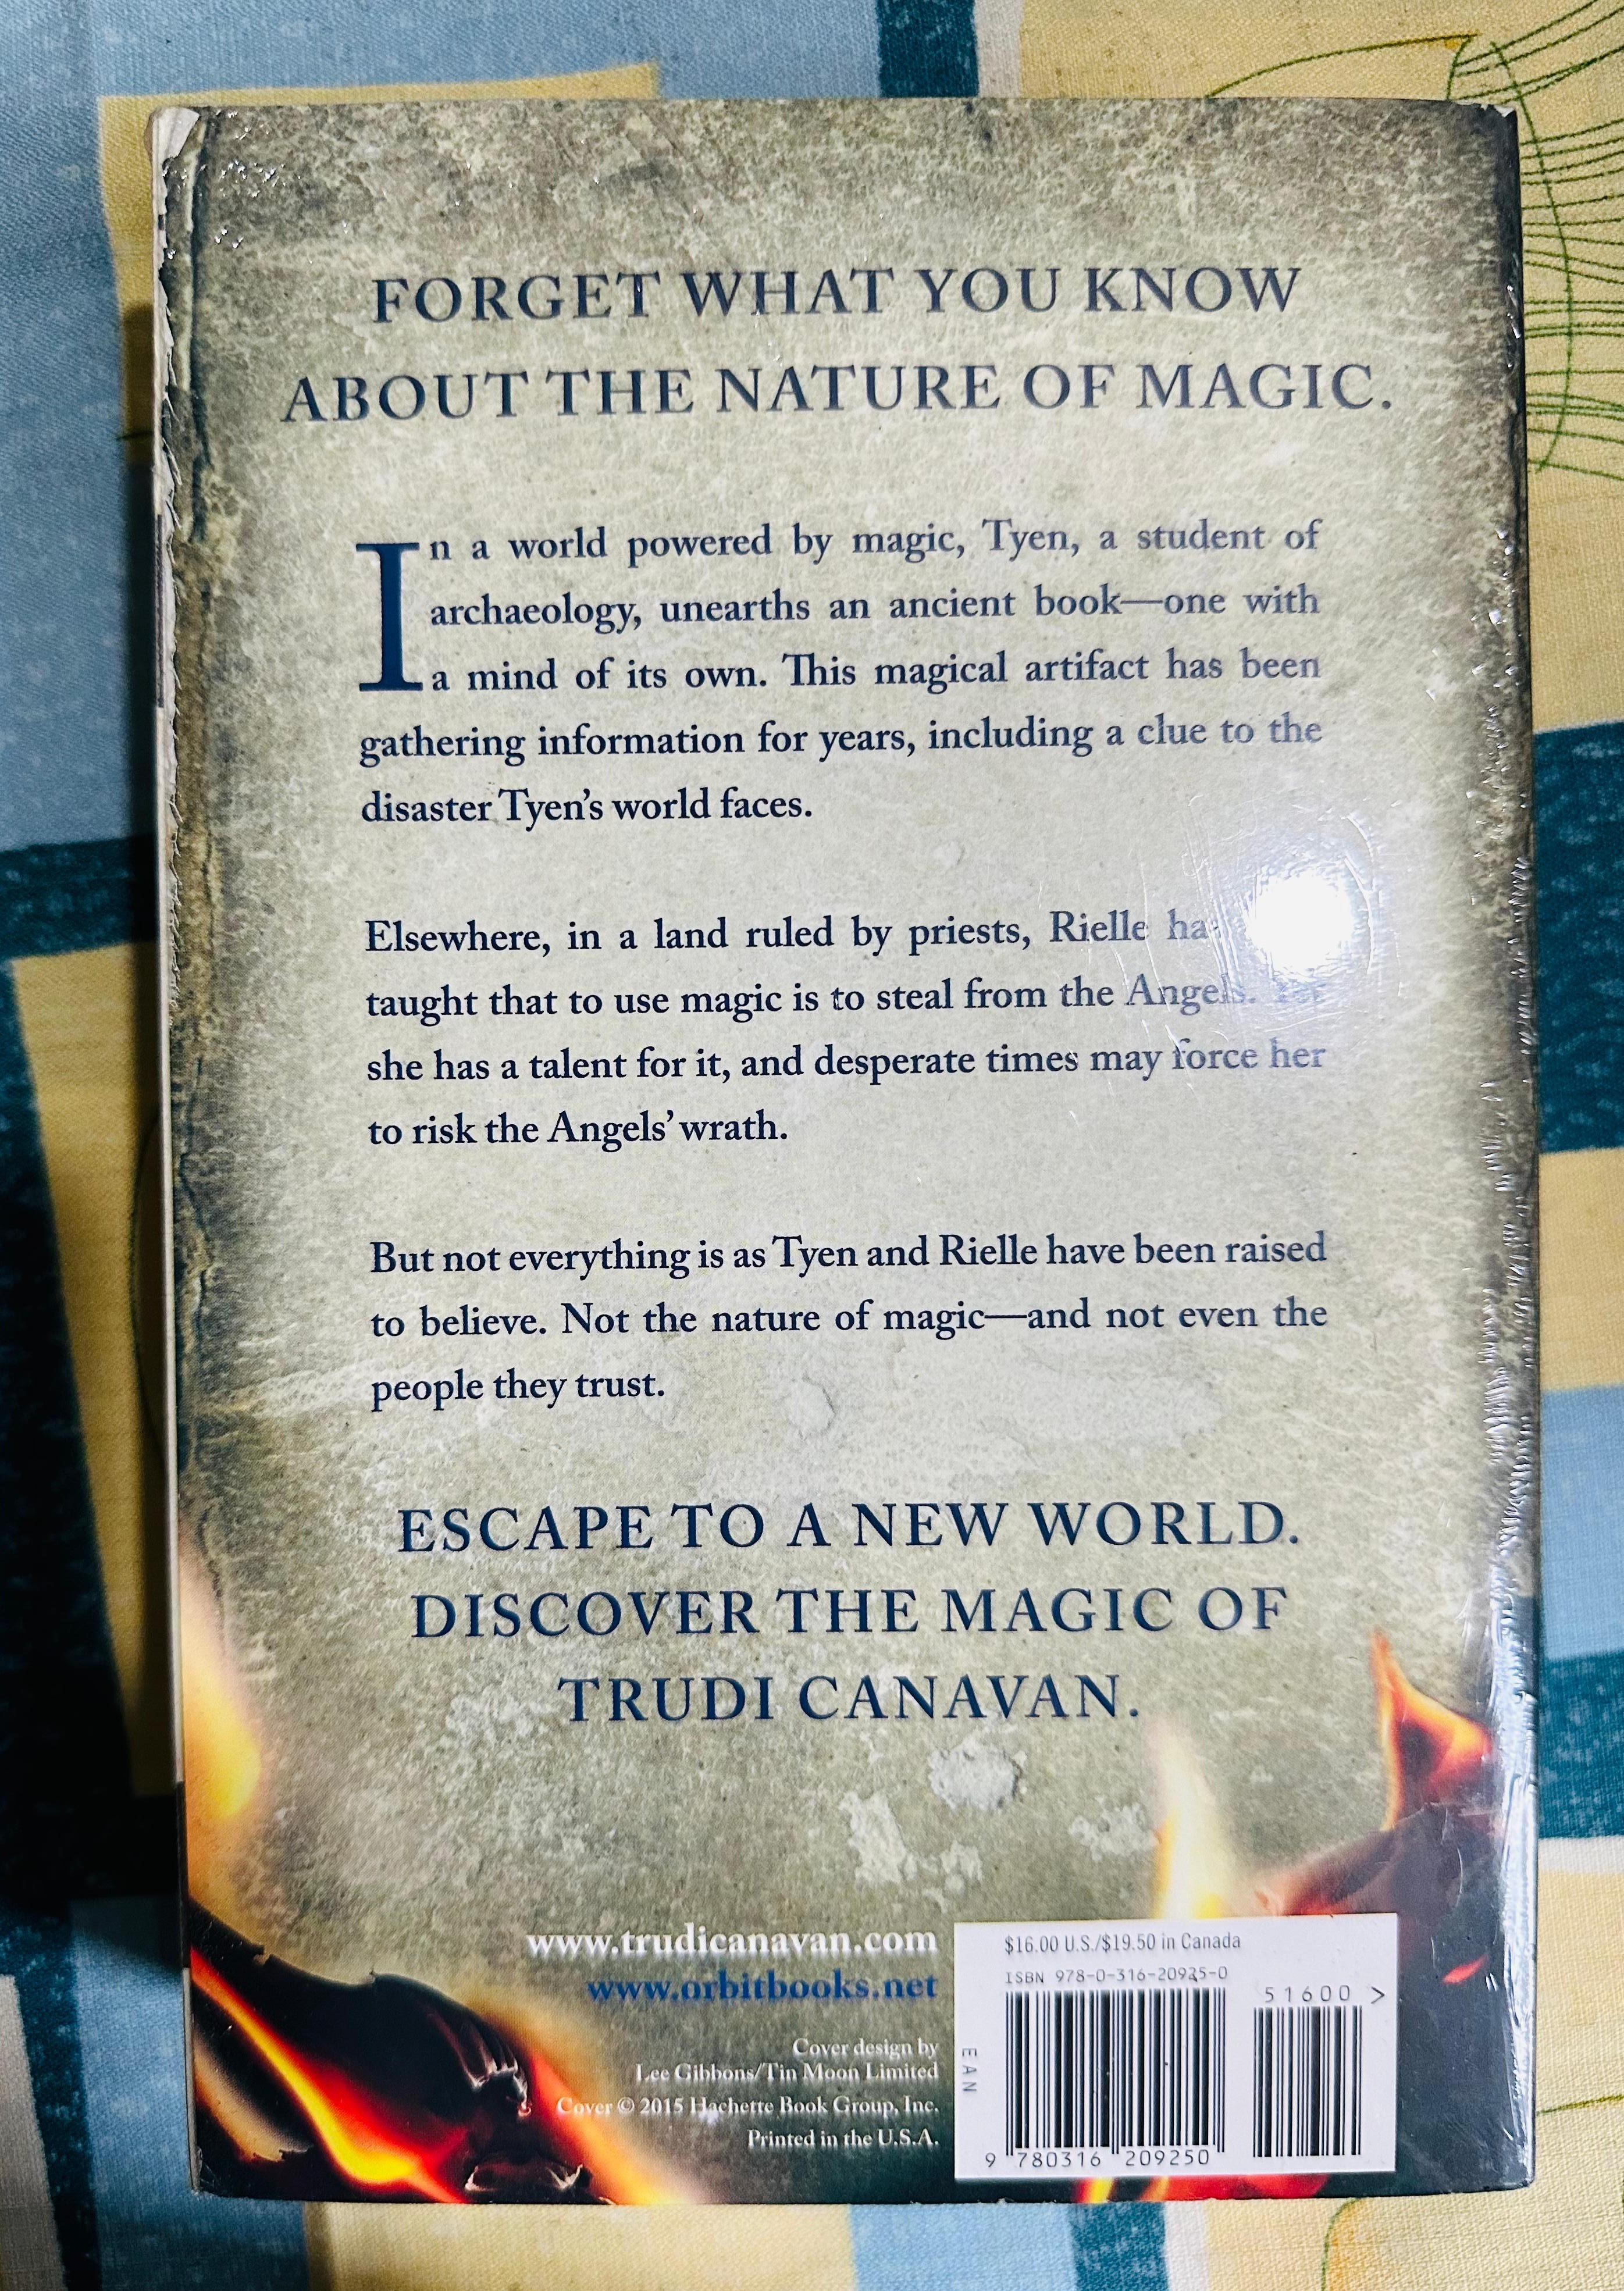 FORGET WHAT YOU KNOW
ABOUT THE NATURE OF MAGIC.
In a world powered by magic, Tyen, a student of
archaeology, unearths an ancient book—one with
a mind of its own. This magical artifact has been
gathering information for years, including a clue to the
disaster Tyen's world faces.
Elsewhere, in a land ruled by priests, Rielle
taught that to use magic is to steal from the Angels.
she has a talent for it, and desperate times may force her
to risk the Angels' wrath.
But not everything is as Tyen and Rielle have been raised
to believe. Not the nature of magic—and not even the
people they trust.
ESCAPE TO A NEW WORLD.
DISCOVER THE MAGIC OF
TRUDI CANAVAN.
www.trudicanavan.com
www.orbitbooks.net
Cover design by
Lee Gibbons/Tin Moon Limited
Cover © 2015 Hachette Book Group, Inc.
Printed in the U.S.A.
$16.00 U.S./$19.50 in Canada
ISBN 978-0-316-20925-0
51600 >
EAN
9 780316 209250